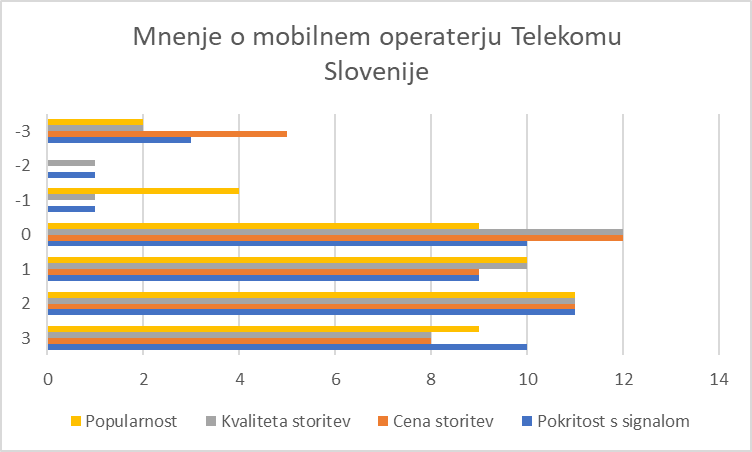 Mnenje o mobilnem operaterju Telekomu
Slovenije
-3
-2
-1
0
1
2
3
0 2 4 6 8 10 12 14
Popularnost Kvaliteta storitev Cena storitev Pokritost s signalom